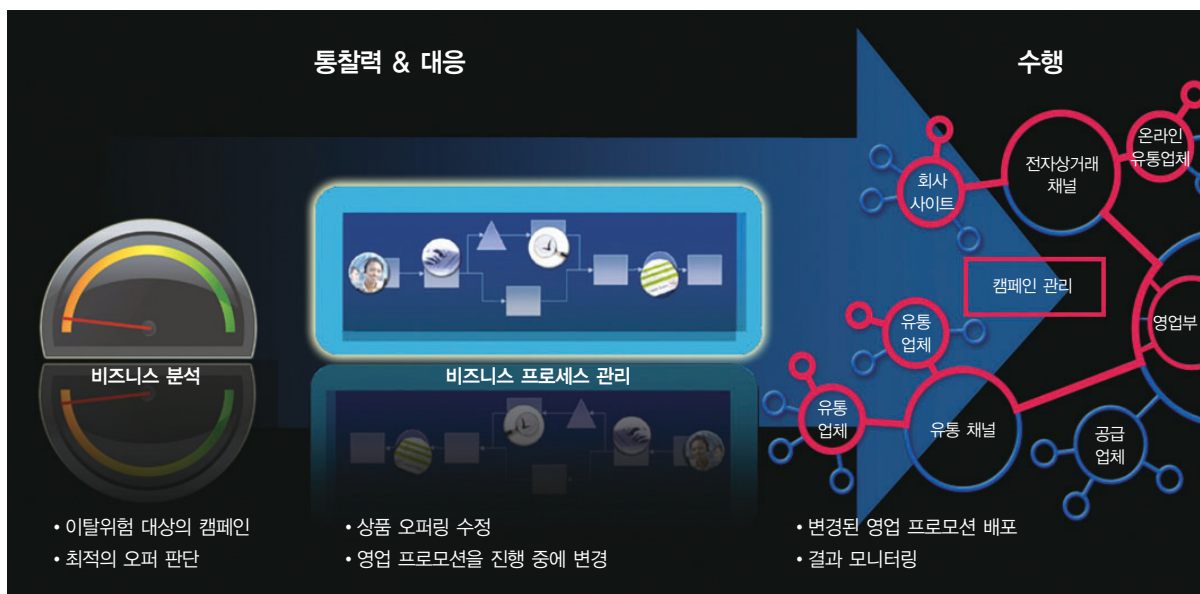 통찰력 & 대응
수행
온라인
유통업체
전자상거래
채널
회사
사이트
캠페인 관리
영업부
유통
업체
비즈니스 분석
비즈니스 프로세스 관리
유통
업체
유통 채널
공급
업체
• 이탈위험 대상의 캠페인
• 최적의 오퍼 판단
• 상품 오퍼링 수정
• 영업 프로모션을 진행 중에 변경
• 변경된 영업 프로모션 배포
• 결과 모니터링